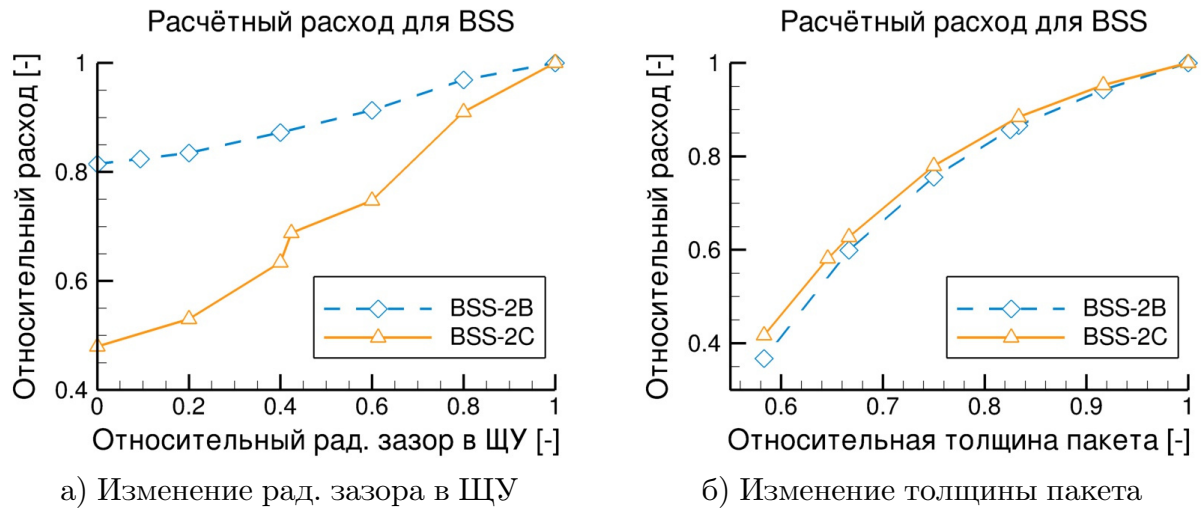 Расчётный расход для BSS
Относительный расход [-]
1
0.8
0.6
0.4
0
0.2
0.4
0.6
0.8
1
BSS-2B
BSS-2C
Относительный рад. зазор в ЩУ [-]
а) Изменение рад. зазора в ЩУ
Расчётный расход для BSS
Относительный расход [-]
1
0.8
0.6
0.4
0.6
0.7
0.8
0.9
1
BSS-2B
BSS-2C
Относительная толщина пакета [-]
б) Изменение толщины пакета